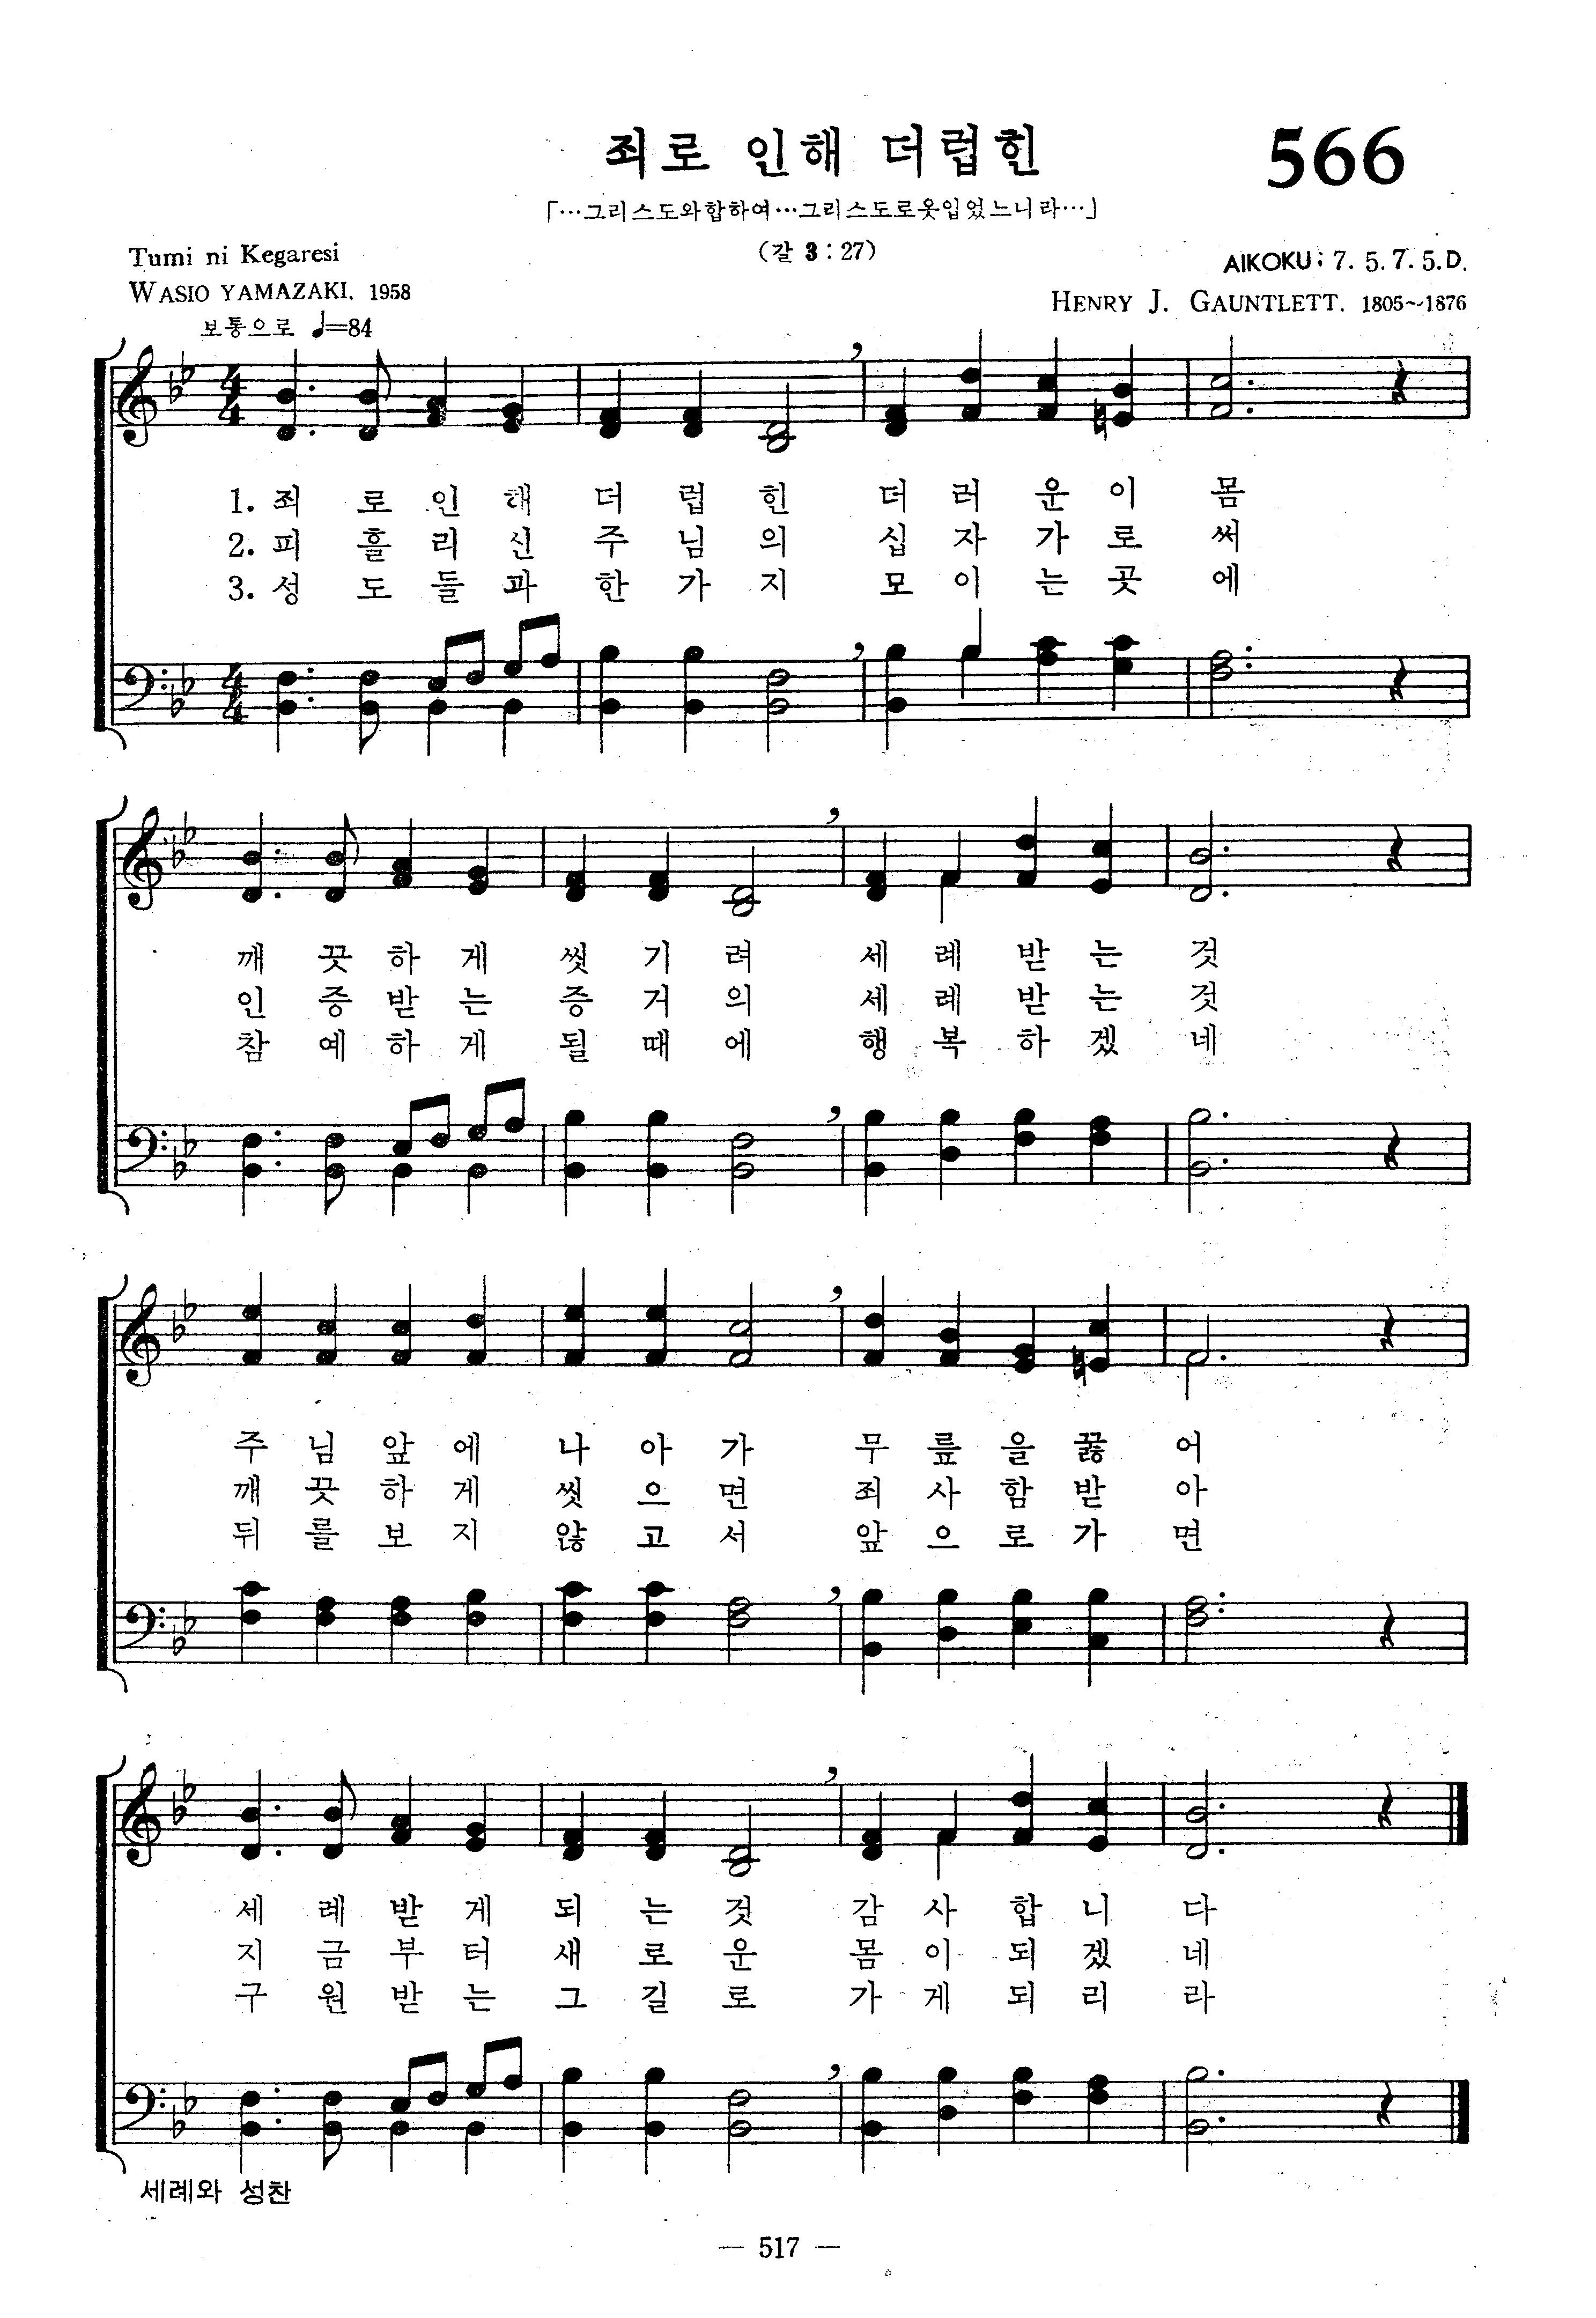 죄로 인해 더럽힌
566
「…그리스도와합하여…그리스도로옷입었느니라…」
(갈 3 : 27)
Tumi ni Kegaresi
AIKOKU; 7. 5. 7. 5. D.
WASIO YAMAZAKI. 1958
HENRY J. GAUNTLETT. 1805~1876
보통으로 ♩=84
1. 죄 로 인 해 더 럽 힌 더 러 운 이 몸
2. 피 흘 리 신 주 님 의 십 자 가 로 써
3. 성 도 들 과 한 가 지 모 이 는 곳 에
깨 끗 하 게 씻 기 려 세 례 받 는 것
인 증 받 는 증 거 의 세 례 받 는 것
참 예 하 게 될 때 에 행 복 하 겠 네
주 님 앞 에 나 아 가 무 릎 을 꿇 어
깨 끗 하 게 씻 으 면 죄 사 함 받 아
뒤 를 보 지 않 고 서 앞 으 로 가 면
세 례 받 게 되 는 것 감 사 합 니 다
지 금 부 터 새 로 운 몸 이 되 겠 네
구 원 받 는 그 길 로 가 게 되 리 라
세례와 성찬
— 517 —